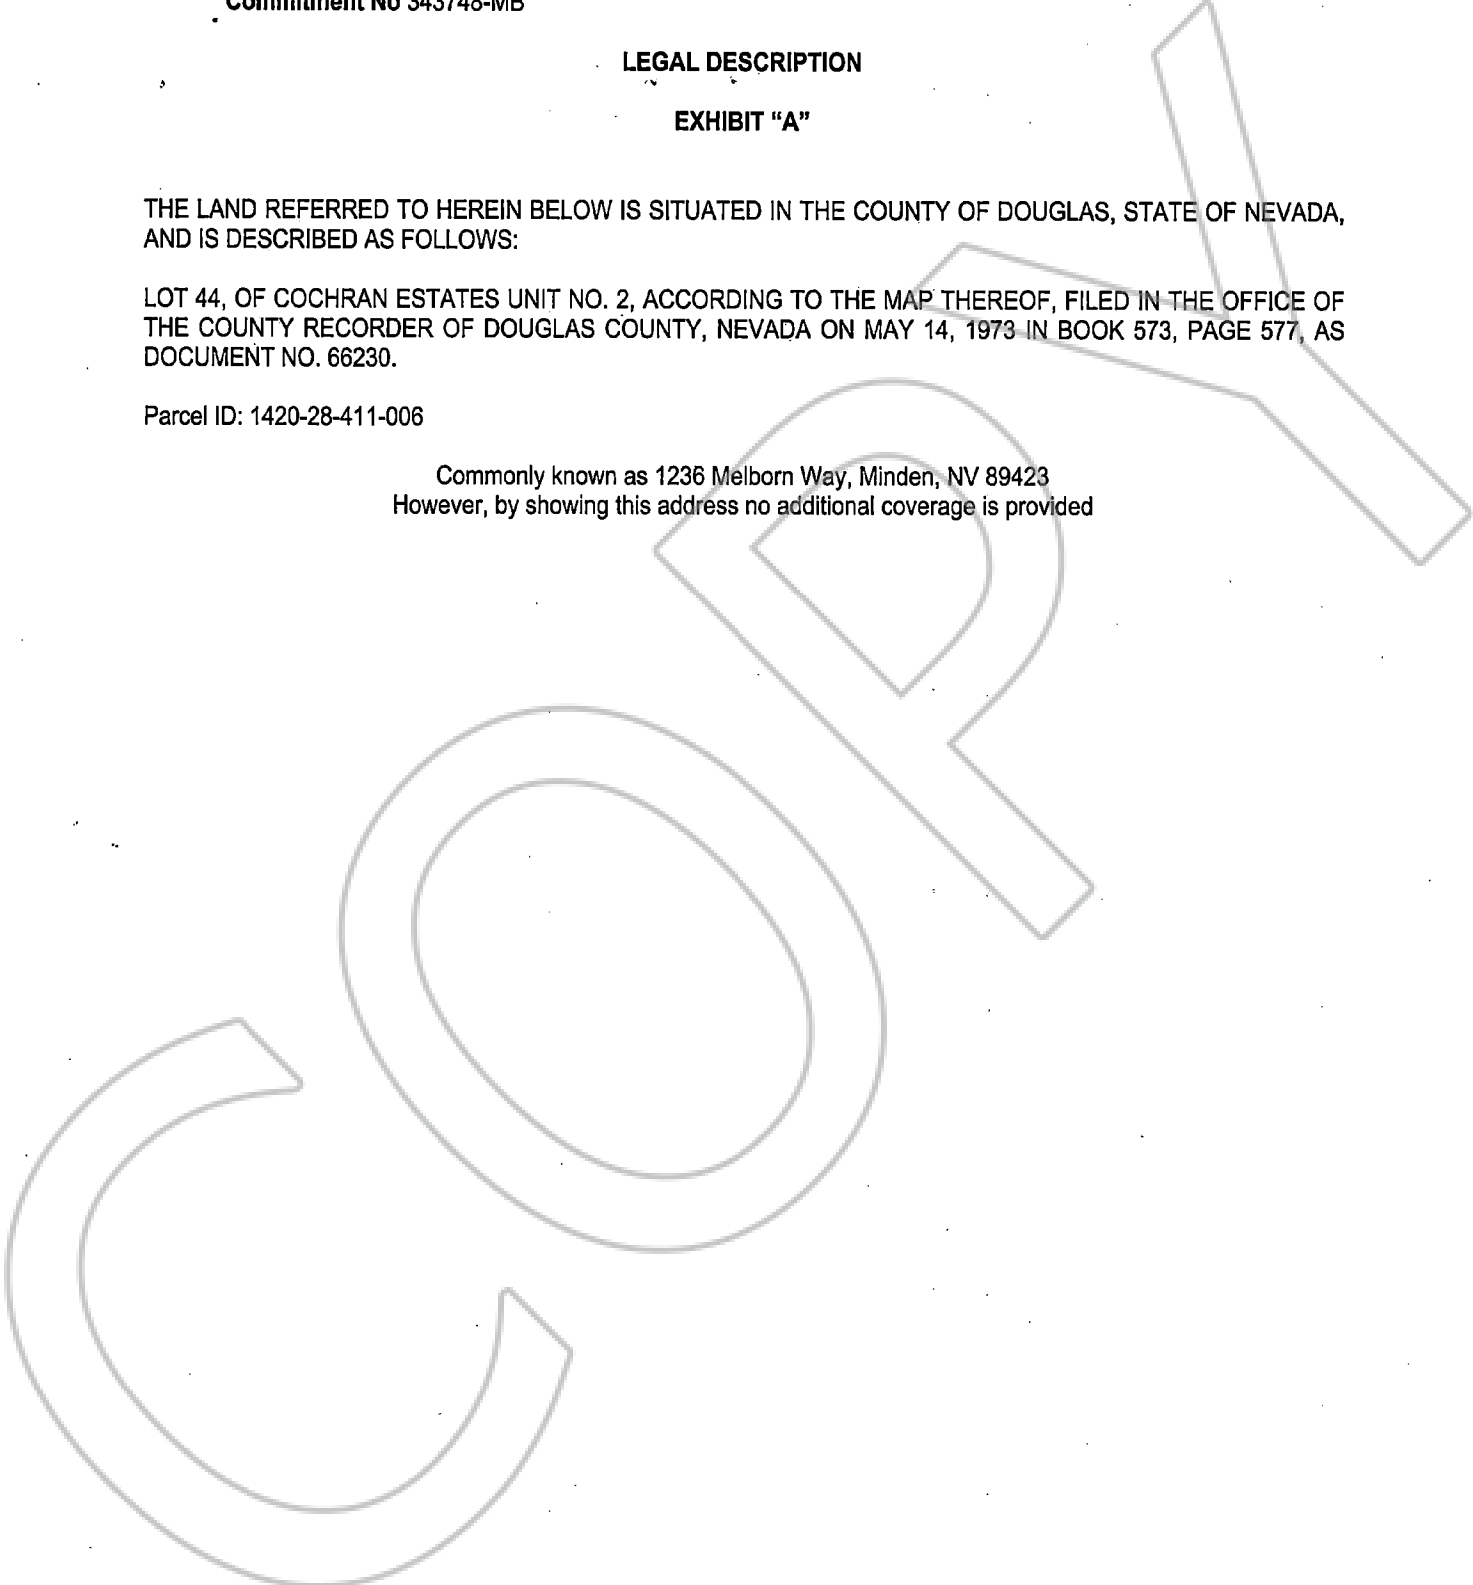 Commitment No 343748-MB
LEGAL DESCRIPTION
EXHIBIT “A”
THE LAND REFERRED TO HEREIN BELOW IS SITUATED IN THE COUNTY OF DOUGLAS, STATE OF NEVADA,
AND IS DESCRIBED AS FOLLOWS:
LOT 44, OF COCHRAN ESTATES UNIT NO. 2, ACCORDING TO THE MAP THEREOF, FILED IN THE OFFICE OF
THE COUNTY RECORDER OF DOUGLAS COUNTY, NEVADA ON MAY 14, 1973 IN BOOK 573, PAGE 577, AS
DOCUMENT NO. 66230.
Parcel ID: 1420-28-411-006
Commonly known as 1236 Melborn Way, Minden, NV 89423
However, by showing this address no additional coverage is provided
COPY